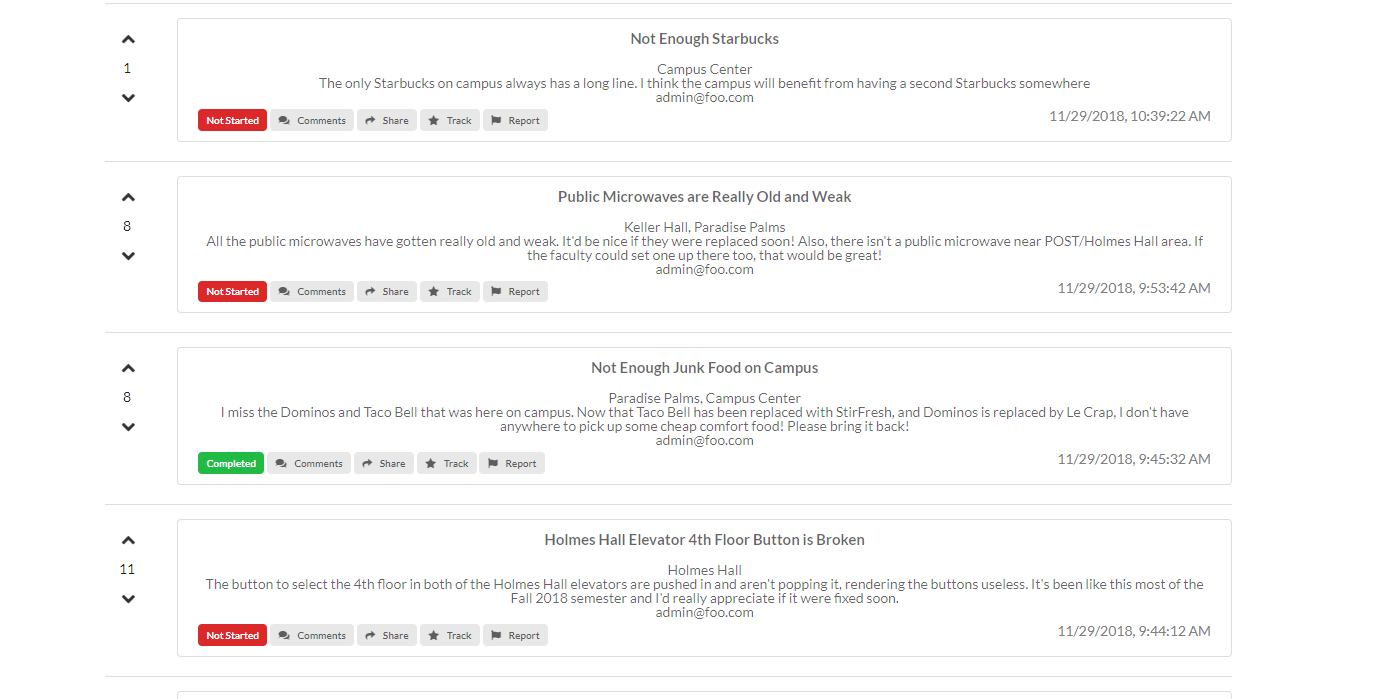 Not Enough Starbucks
1
Campus Center
The only Starbucks on campus always has a long line. I think the campus will benefit from having a second Starbucks somewhere
admin@foo.com
Not Started Comments Share Track Report 11/29/2018, 10:39:22 AM
Public Microwaves are Really Old and Weak
8
Keller Hall, Paradise Palms
All the public microwaves have gotten really old and weak. It'd be nice if they were replaced soon! Also, there isn't a public microwave near POST/Holmes Hall area. If
the faculty could set one up there too, that would be great!
admin@foo.com
Not Started Comments Share Track Report 11/29/2018, 9:53:42 AM
Not Enough Junk Food on Campus
8
Paradise Palms, Campus Center
I miss the Dominos and Taco Bell that was here on campus. Now that Taco Bell has been replaced with StirFresh, and Dominos is replaced by Le Crap, I don't have
anywhere to pick up some cheap comfort food! Please bring it back!
admin@foo.com
Completed Comments Share Track Report 11/29/2018, 9:45:32 AM
Holmes Hall Elevator 4th Floor Button is Broken
11
Holmes Hall
The button to select the 4th floor in both of the Holmes Hall elevators are pushed in and aren't popping it, rendering the buttons useless. It's been like this most of the
Fall 2018 semester and I'd really appreciate if it were fixed soon.
admin@foo.com
Not Started Comments Share Track Report 11/29/2018, 9:44:12 AM